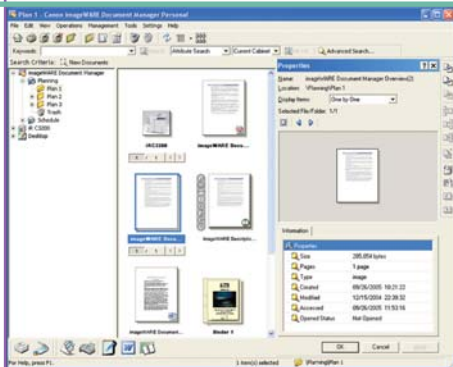 Plan 1 - Canon imageWARE Document Manager Personal
File Edit View Operations Management Tools Settings Help
Keywords: Attribute Search Current Cabinet Advanced Search...
Search Criteria: New Documents
imageWARE Document Manager
Planning
Plan 1
Plan 2
Plan 3
Trash
Schedule
iR C3200
Desktop
iRC3200
imageWARE Docu...
imageWARE Docu...
imageWARE Descriptio...
imageWARE Document...
Binder 1
Properties
Name: imageWARE Document Manager Overview(2)
Location: \Planning\Plan 1
Display Items: One by One
Selected File/Folder: 1/1
Information
Properties
Size 285,854 bytes
Pages 1 page
Type image
Created 09/26/2005 10:21:22
Modified 12/15/2004 22:38:32
Accessed 09/26/2005 11:53:16
Opened Status Not Opened
OK Cancel
For Help, press F1.
1 item(s) selected
\Planning\Plan 1